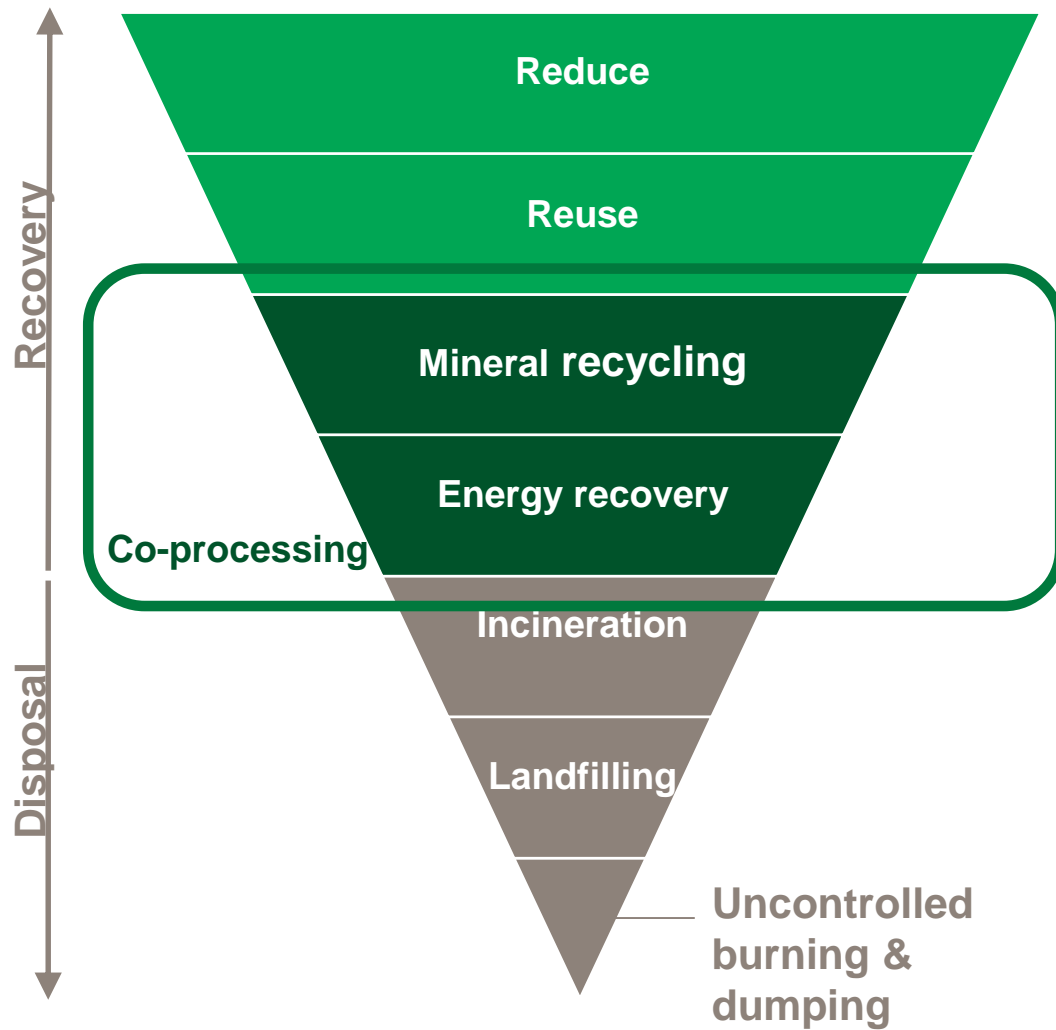 Reduce
Reuse
Recovery
Mineral recycling
Energy recovery
Co-processing
Incineration
Disposal
Landfilling
Uncontrolled
burning &
dumping